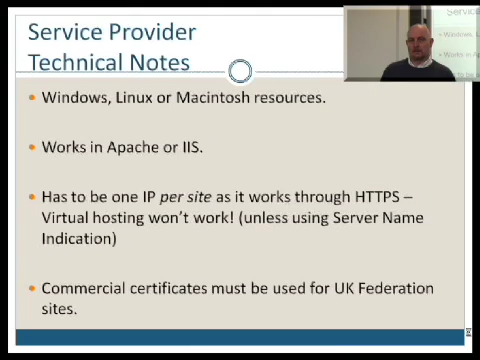 Service Provider
Technical Notes
Windows, Linux or Macintosh resources.
Works in Apache or IIS.
Has to be one IP per site as it works through HTTPS –
Virtual hosting won't work! (unless using Server Name
Indication)
Commercial certificates must be used for UK Federation
sites.